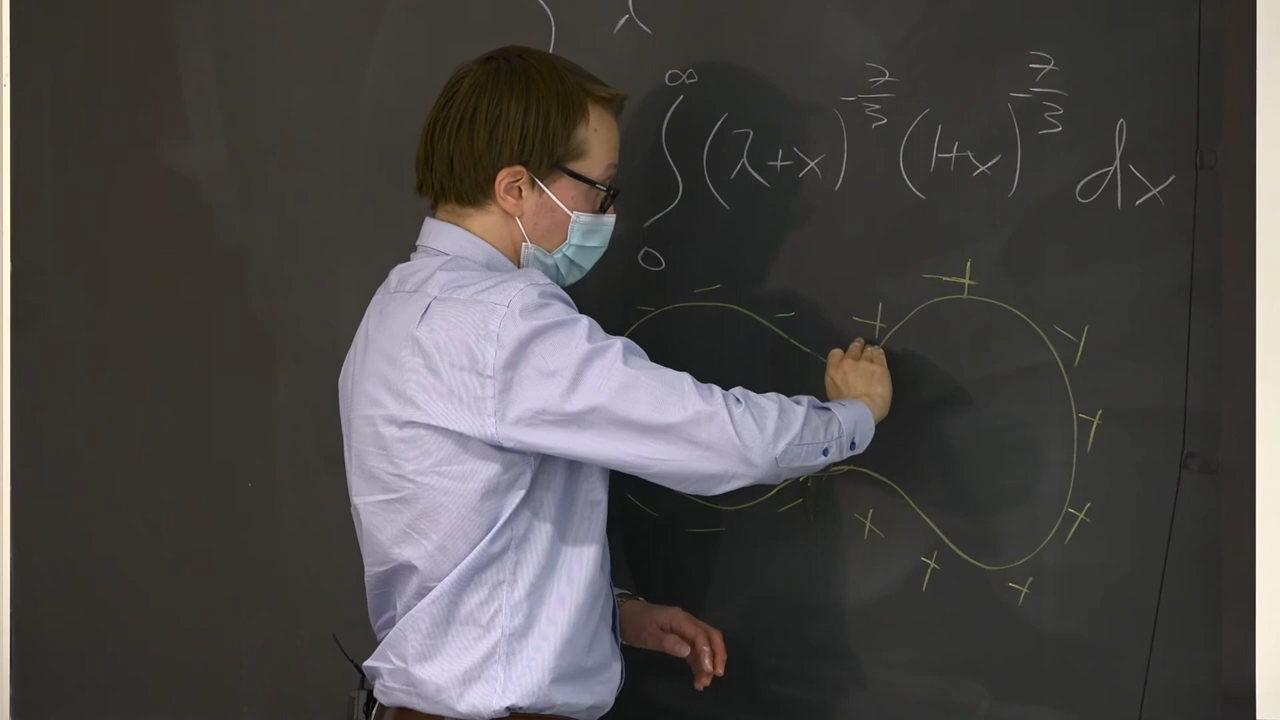 λ
∞
∫ (λ+x)^{-7/3} (1+x)^{-7/3} dx
0
− − − + + + + + + + +
− − −